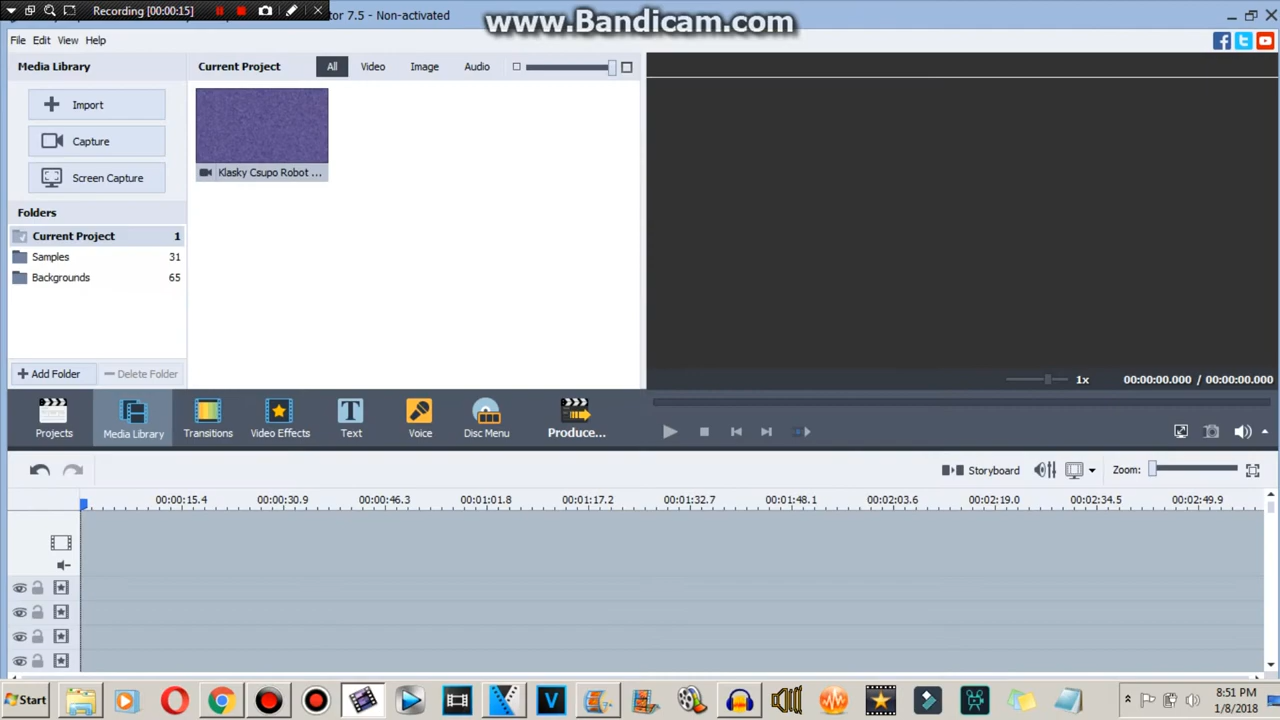 Recording [00:00:15]
tor 7.5 - Non-activated
www.Bandicam.com
File Edit View Help
Media Library
Import
Capture
Screen Capture
Folders
Current Project 1
Samples 31
Backgrounds 65
+ Add Folder
− Delete Folder
Current Project All Video Image Audio
Klasky Csupo Robot ...
1x 00:00:00.000 / 00:00:00.000
Projects Media Library Transitions Video Effects Text Voice Disc Menu Produce...
Storyboard Zoom:
00:00:15.4 00:00:30.9 00:00:46.3 00:01:01.8 00:01:17.2 00:01:32.7 00:01:48.1 00:02:03.6 00:02:19.0 00:02:34.5 00:02:49.9
Start
8:51 PM
1/8/2018